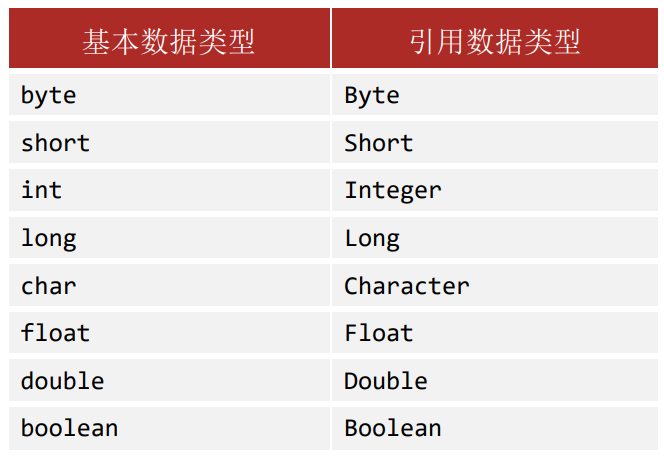 基本数据类型 引用数据类型
byte Byte
short Short
int Integer
long Long
char Character
float Float
double Double
boolean Boolean